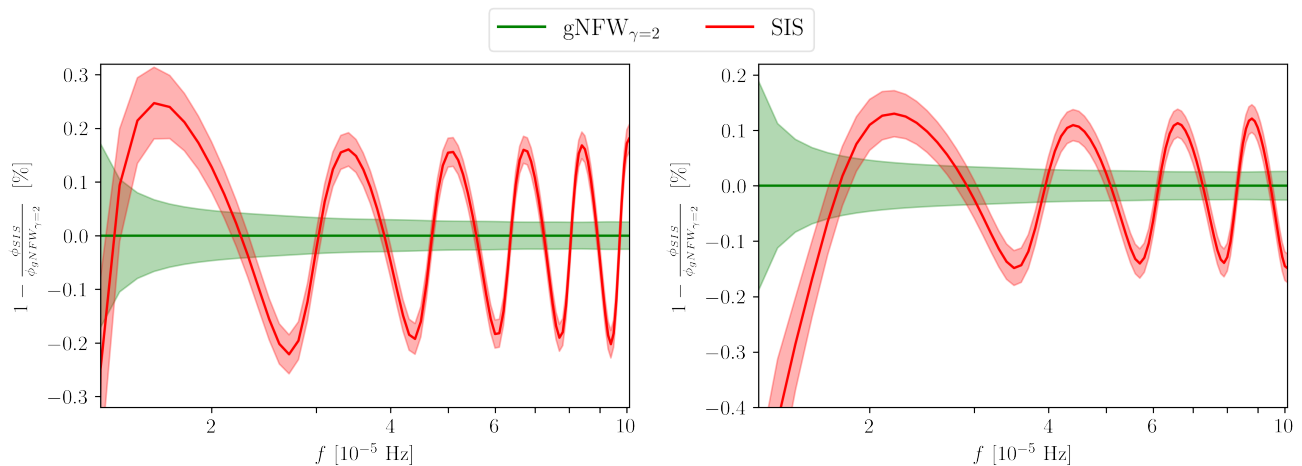 gNFW_{γ=2} SIS
1 − \frac{ϕ_{SIS}}{ϕ_{gNFW_{γ=2}}} [%]
0.3
0.2
0.1
0.0
−0.1
−0.2
−0.3
2 4 6 10
f [10^{−5} Hz]
1 − \frac{ϕ_{SIS}}{ϕ_{gNFW_{γ=2}}} [%]
0.2
0.1
0.0
−0.1
−0.2
−0.3
−0.4
2 4 6 10
f [10^{−5} Hz]